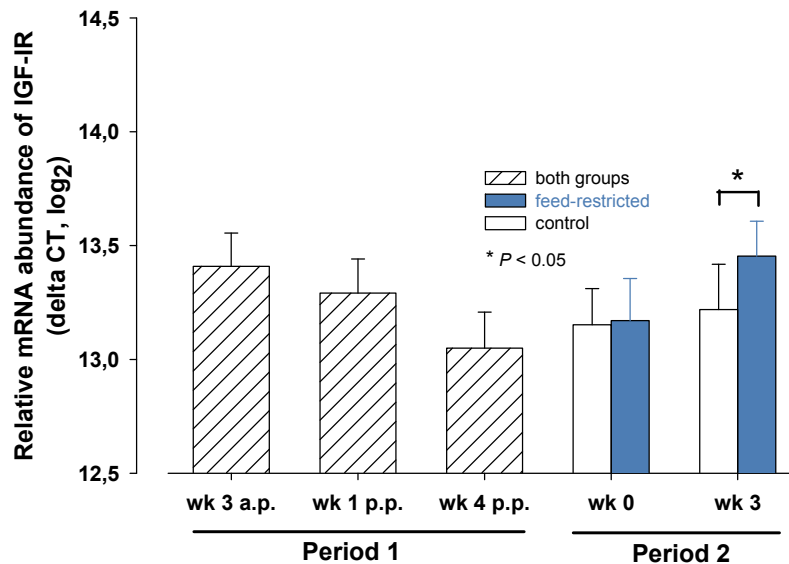 Relative mRNA abundance of IGF-IR
(delta CT, log2)
14,5
14,0
13,5
13,0
12,5
both groups
feed-restricted
control
* P < 0.05
*
wk 3 a.p.
wk 1 p.p.
wk 4 p.p.
wk 0
wk 3
Period 1
Period 2